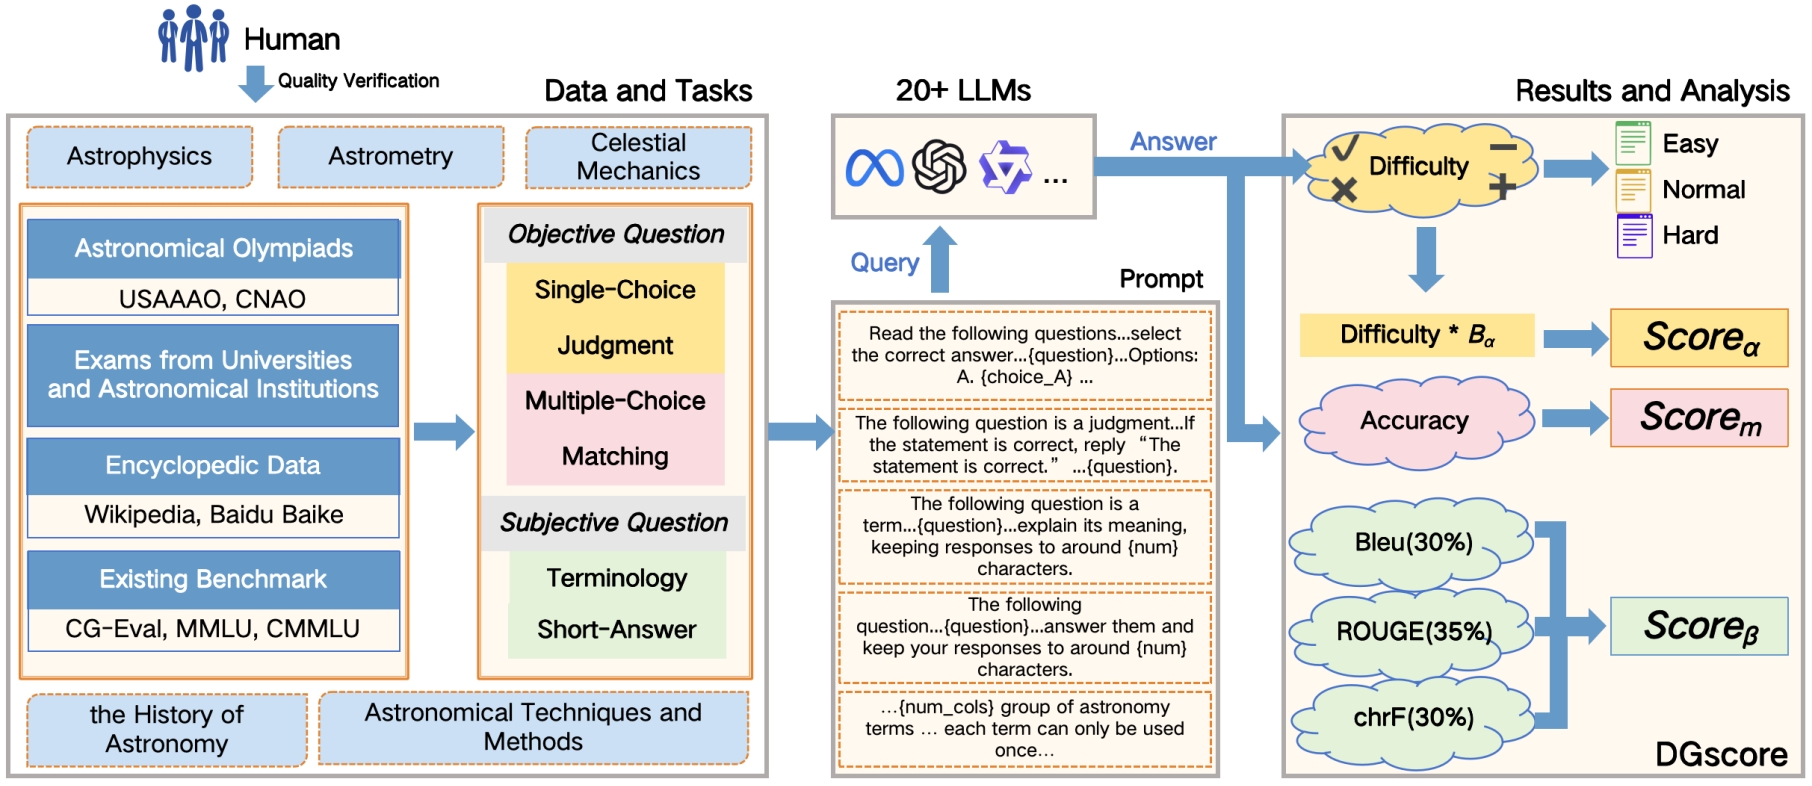 Human
Quality Verification
Data and Tasks
Astrophysics
Astrometry
Celestial
Mechanics
Astronomical Olympiads
USAAAO, CNAO
Exams from Universities
and Astronomical Institutions
Encyclopedic Data
Wikipedia, Baidu Baike
Existing Benchmark
CG-Eval, MMLU, CMMLU
Objective Question
Single-Choice
Judgment
Multiple-Choice
Matching
Subjective Question
Terminology
Short-Answer
the History of
Astronomy
Astronomical Techniques and
Methods
20+ LLMs
...
Answer
Query
Prompt
Read the following questions...select
the correct answer...{question}...Options:
A. {choice_A} ...
The following question is a judgment...If
the statement is correct, reply “The
statement is correct.” ...{question}.
The following question is a
term...{question}...explain its meaning,
keeping responses to around {num}
characters.
The following
question...{question}...answer them and
keep your responses to around {num}
characters.
...{num_cols} group of astronomy
terms ... each term can only be used
once...
Results and Analysis
Difficulty
Easy
Normal
Hard
Difficulty * Bα
Scoreα
Accuracy
Scorem
Bleu(30%)
ROUGE(35%)
chrF(30%)
Scoreβ
DGscore